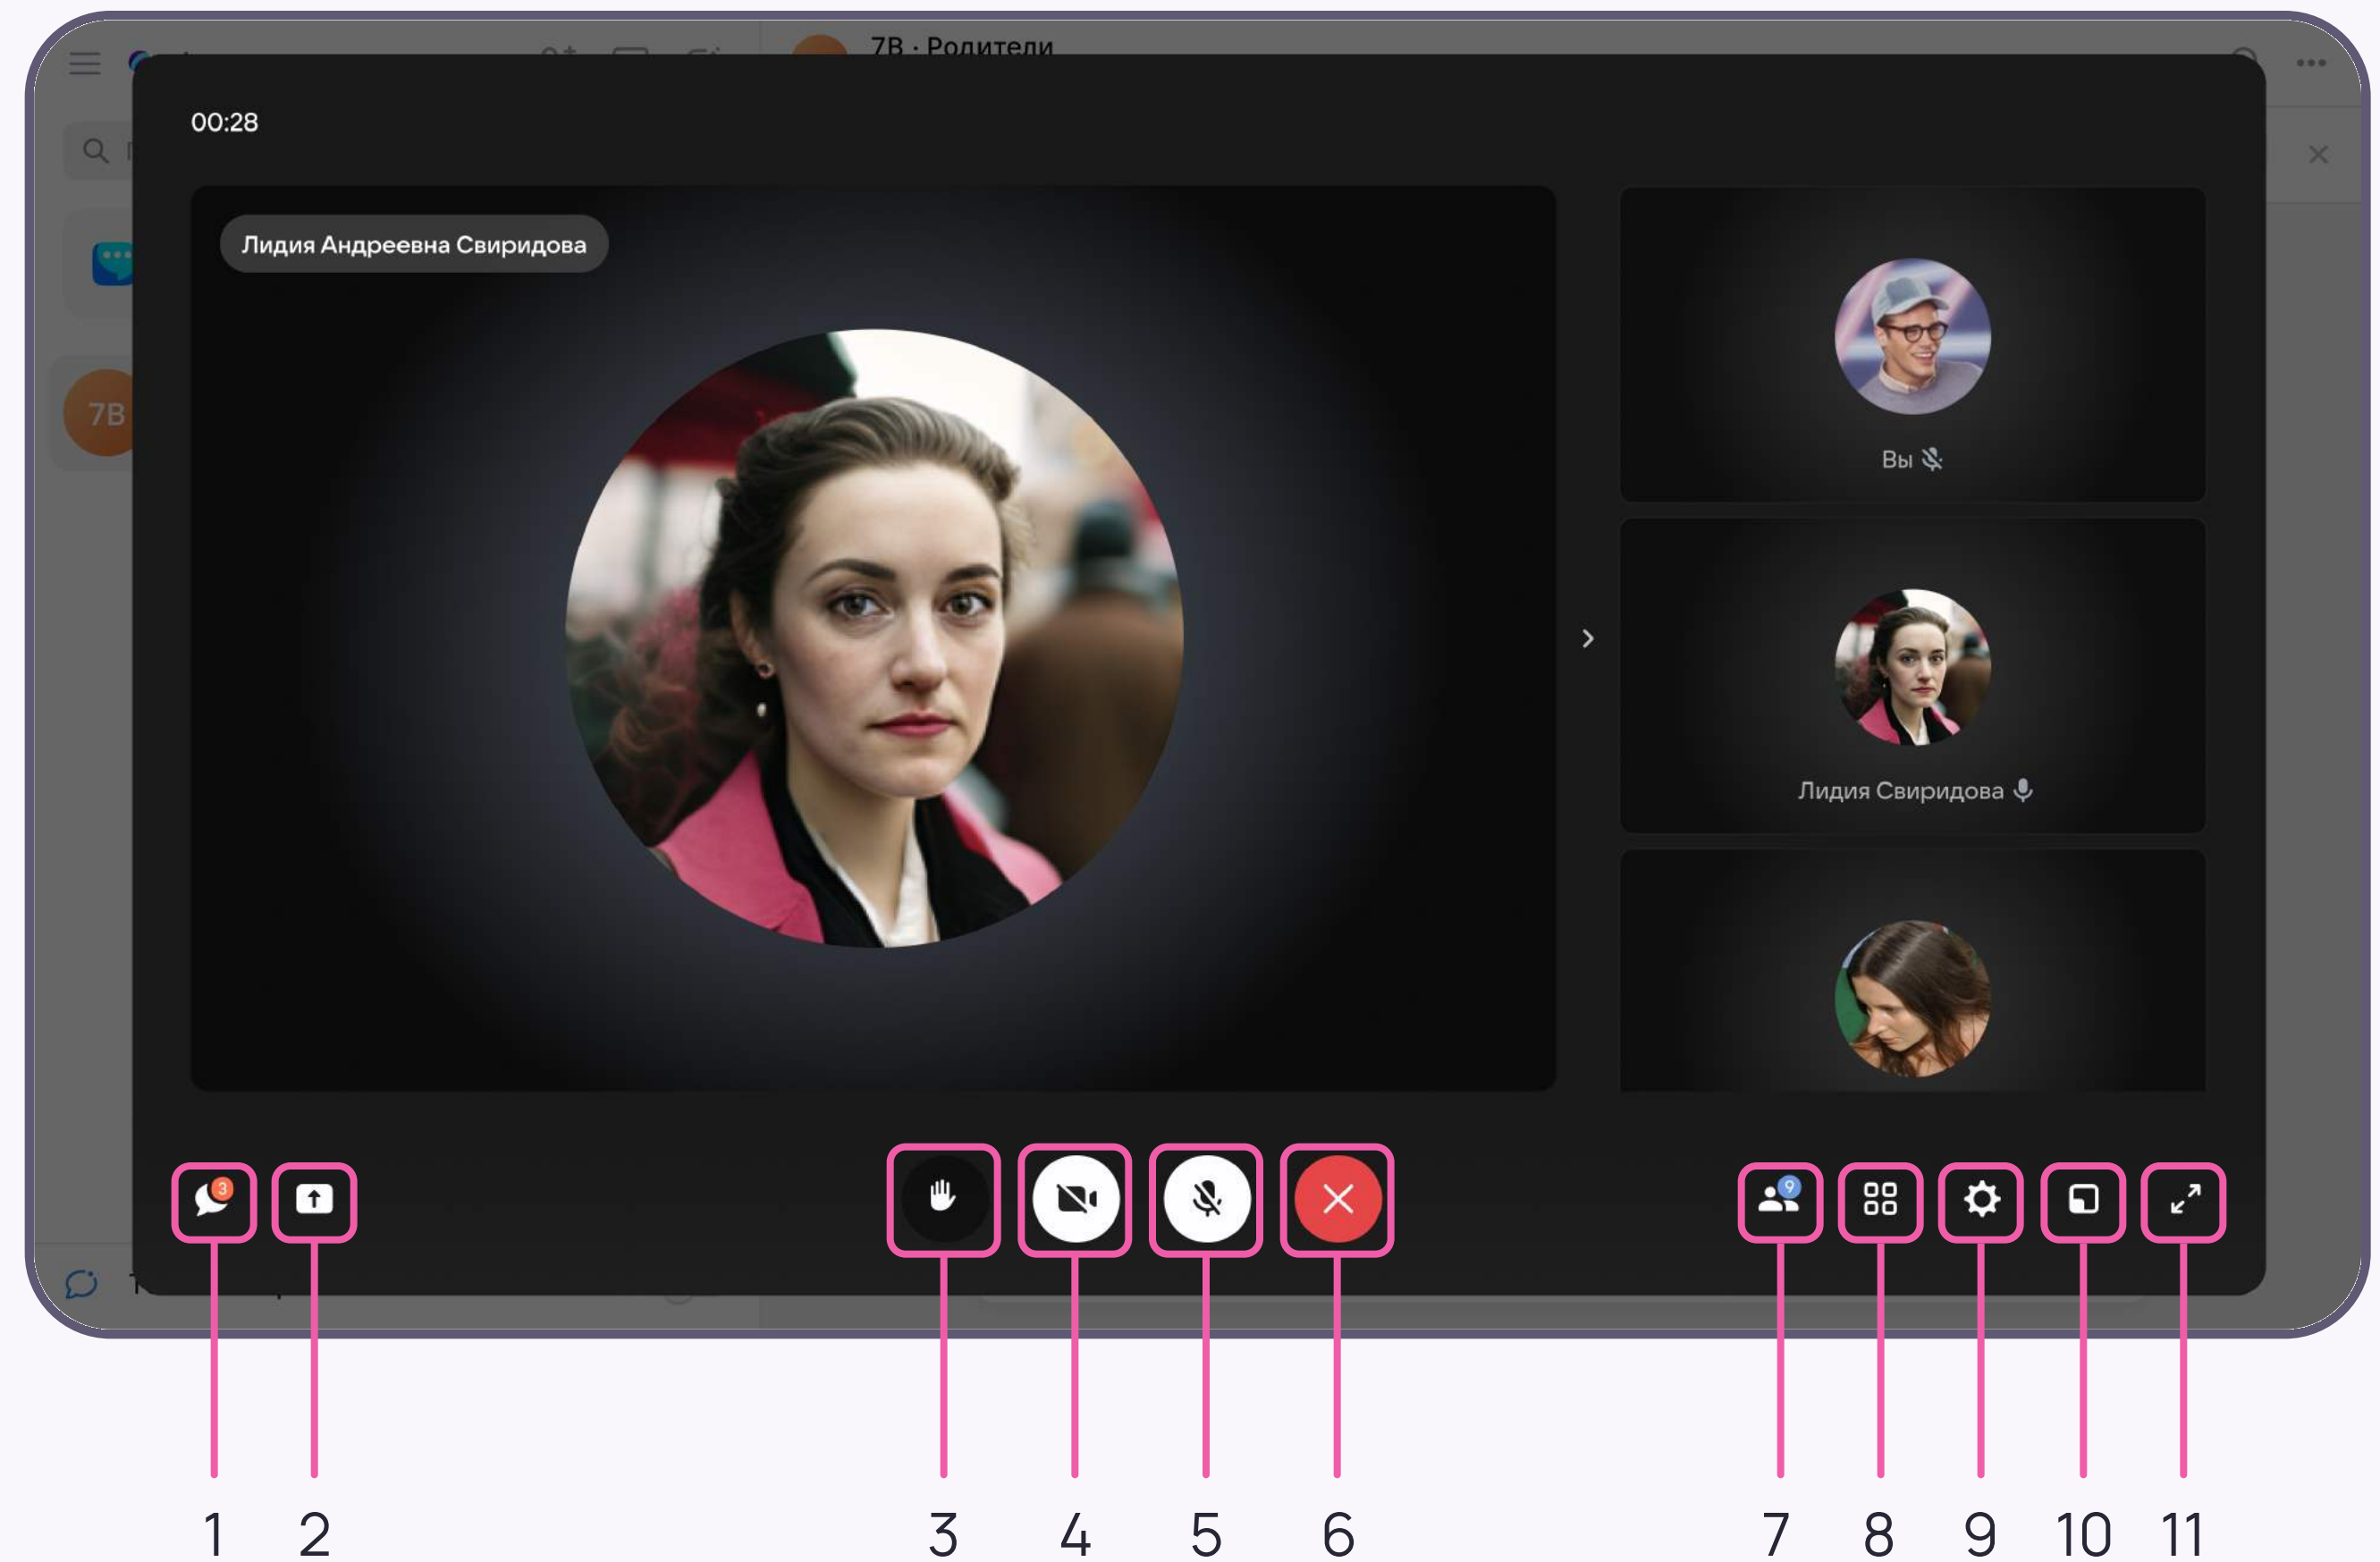 7В · Родители
00:28
Лидия Андреевна Свиридова
7В
Вы
Лидия Свиридова
3
9
1 2 3 4 5 6 7 8 9 10 11